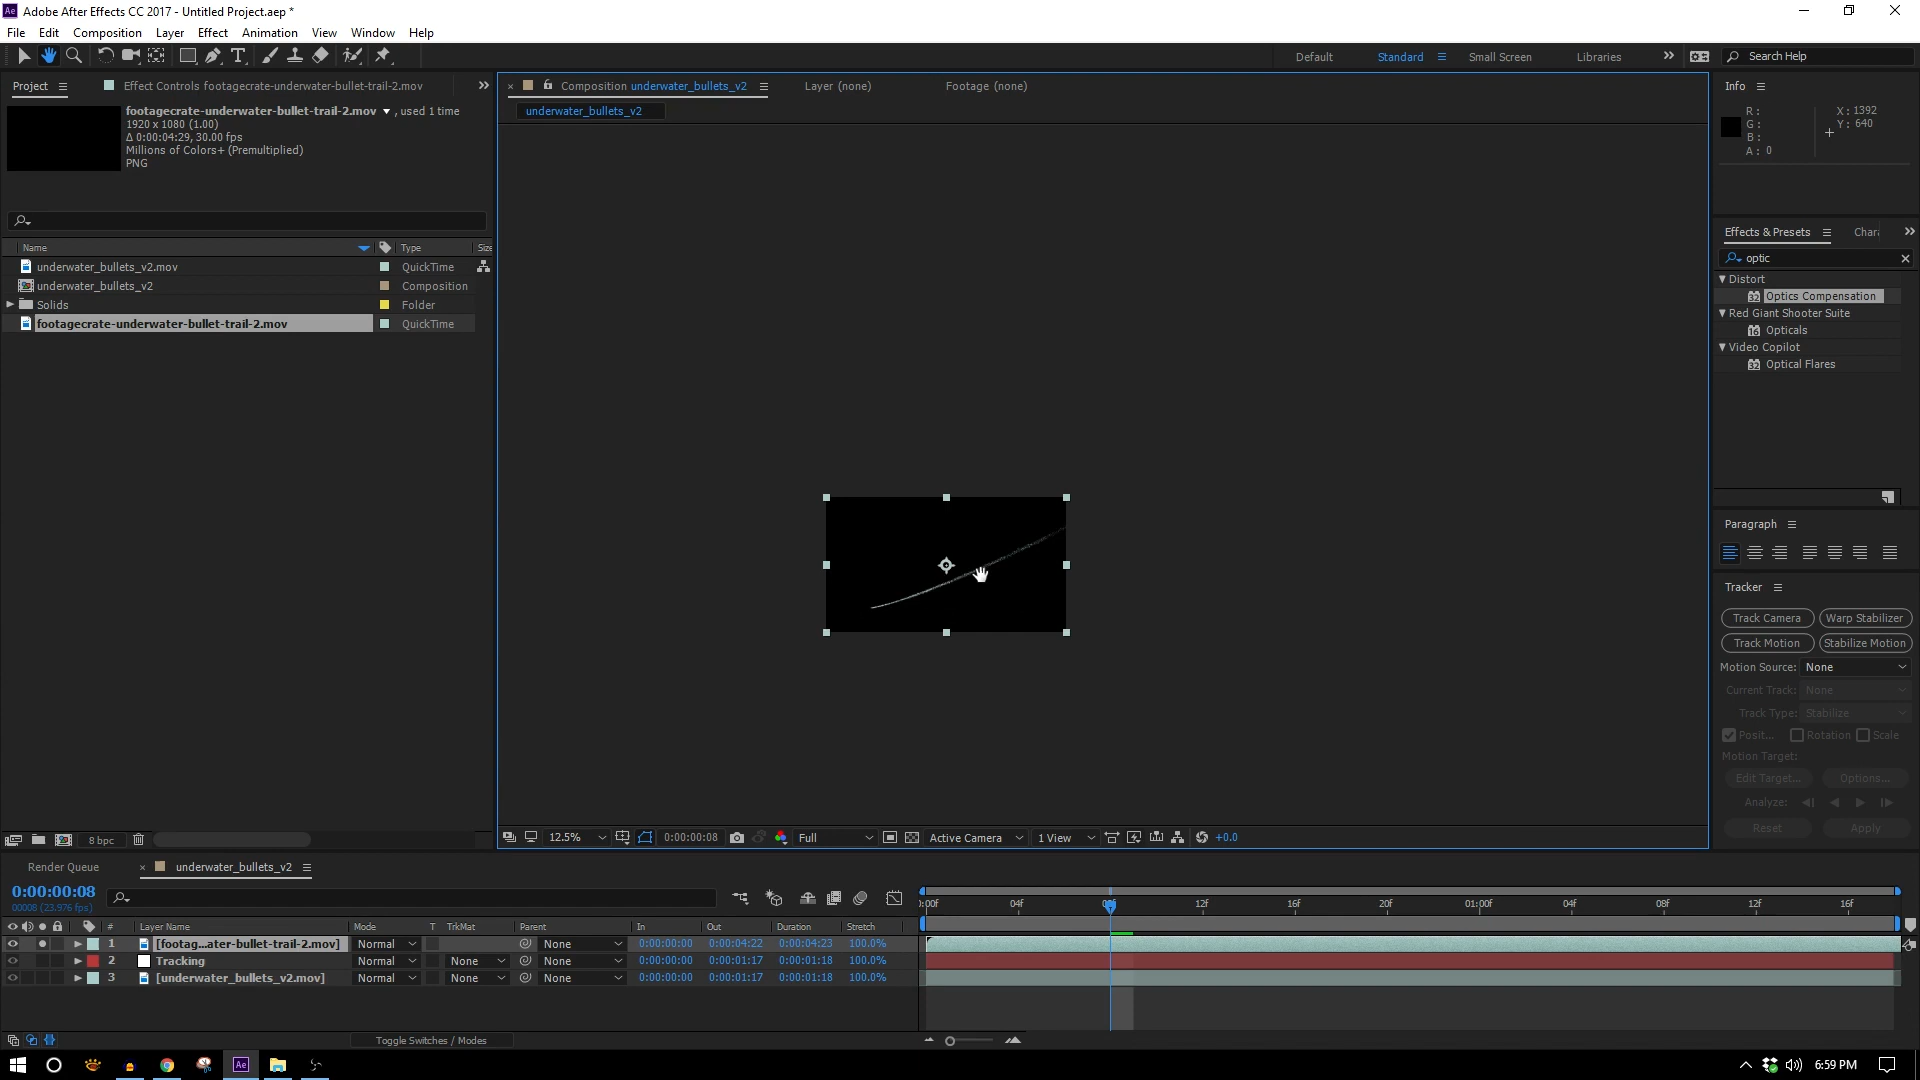 Adobe After Effects CC 2017 - Untitled Project.aep *
File Edit Composition Layer Effect Animation View Window Help
Default Standard Small Screen Libraries Search Help
Project Effect Controls footagecrate-underwater-bullet-trail-2.mov
footagecrate-underwater-bullet-trail-2.mov , used 1 time
1920 x 1080 (1.00)
Δ 0:00:04:29, 30.00 fps
Millions of Colors+ (Premultiplied)
PNG
Name Type Size
underwater_bullets_v2.mov QuickTime
underwater_bullets_v2 Composition
Solids Folder
footagecrate-underwater-bullet-trail-2.mov QuickTime
8 bpc
Composition underwater_bullets_v2 Layer (none) Footage (none)
underwater_bullets_v2
12.5% 0:00:00:08 Full Active Camera 1 View +0.0
Info
R: X: 1392
G: Y: 640
B:
A: 0
Effects & Presets Chara
optic
Distort
32 Optics Compensation
Red Giant Shooter Suite
16 Opticals
Video Copilot
32 Optical Flares
Paragraph
Tracker
Track Camera Warp Stabilizer
Track Motion Stabilize Motion
Motion Source: None
Current Track: None
Track Type: Stabilize
Posit... Rotation Scale
Motion Target:
Edit Target... Options...
Analyze:
Reset Apply
Render Queue underwater_bullets_v2
0:00:00:08
00008 (23.976 fps)
# Layer Name Mode T TrkMat Parent In Out Duration Stretch
1 [footag...ater-bullet-trail-2.mov] Normal None 0:00:00:00 0:00:04:22 0:00:04:23 100.0%
2 Tracking Normal None None 0:00:00:00 0:00:01:17 0:00:01:18 100.0%
3 [underwater_bullets_v2.mov] Normal None None 0:00:00:00 0:00:01:17 0:00:01:18 100.0%
:00f 04f 12f 16f 20f 01:00f 04f 08f 12f 16f
Toggle Switches / Modes
Ae 6:59 PM